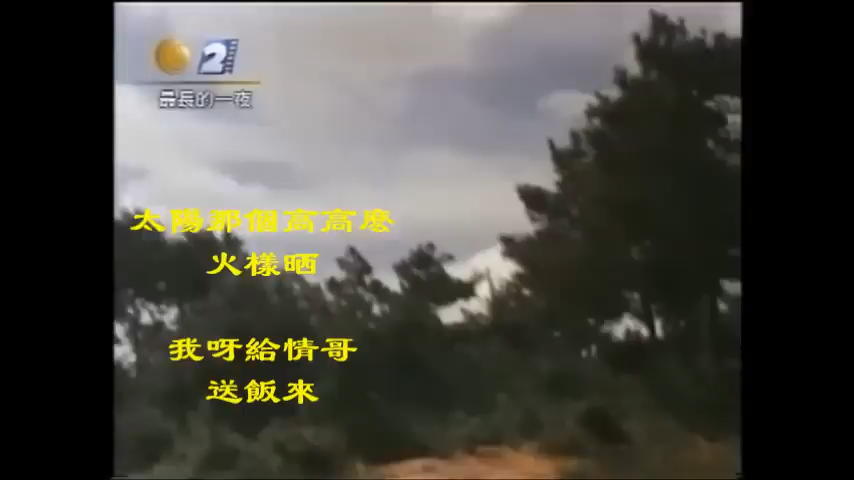 2
最長的一夜
太陽那個高高麽
火樣晒
我呀給情哥
送飯來